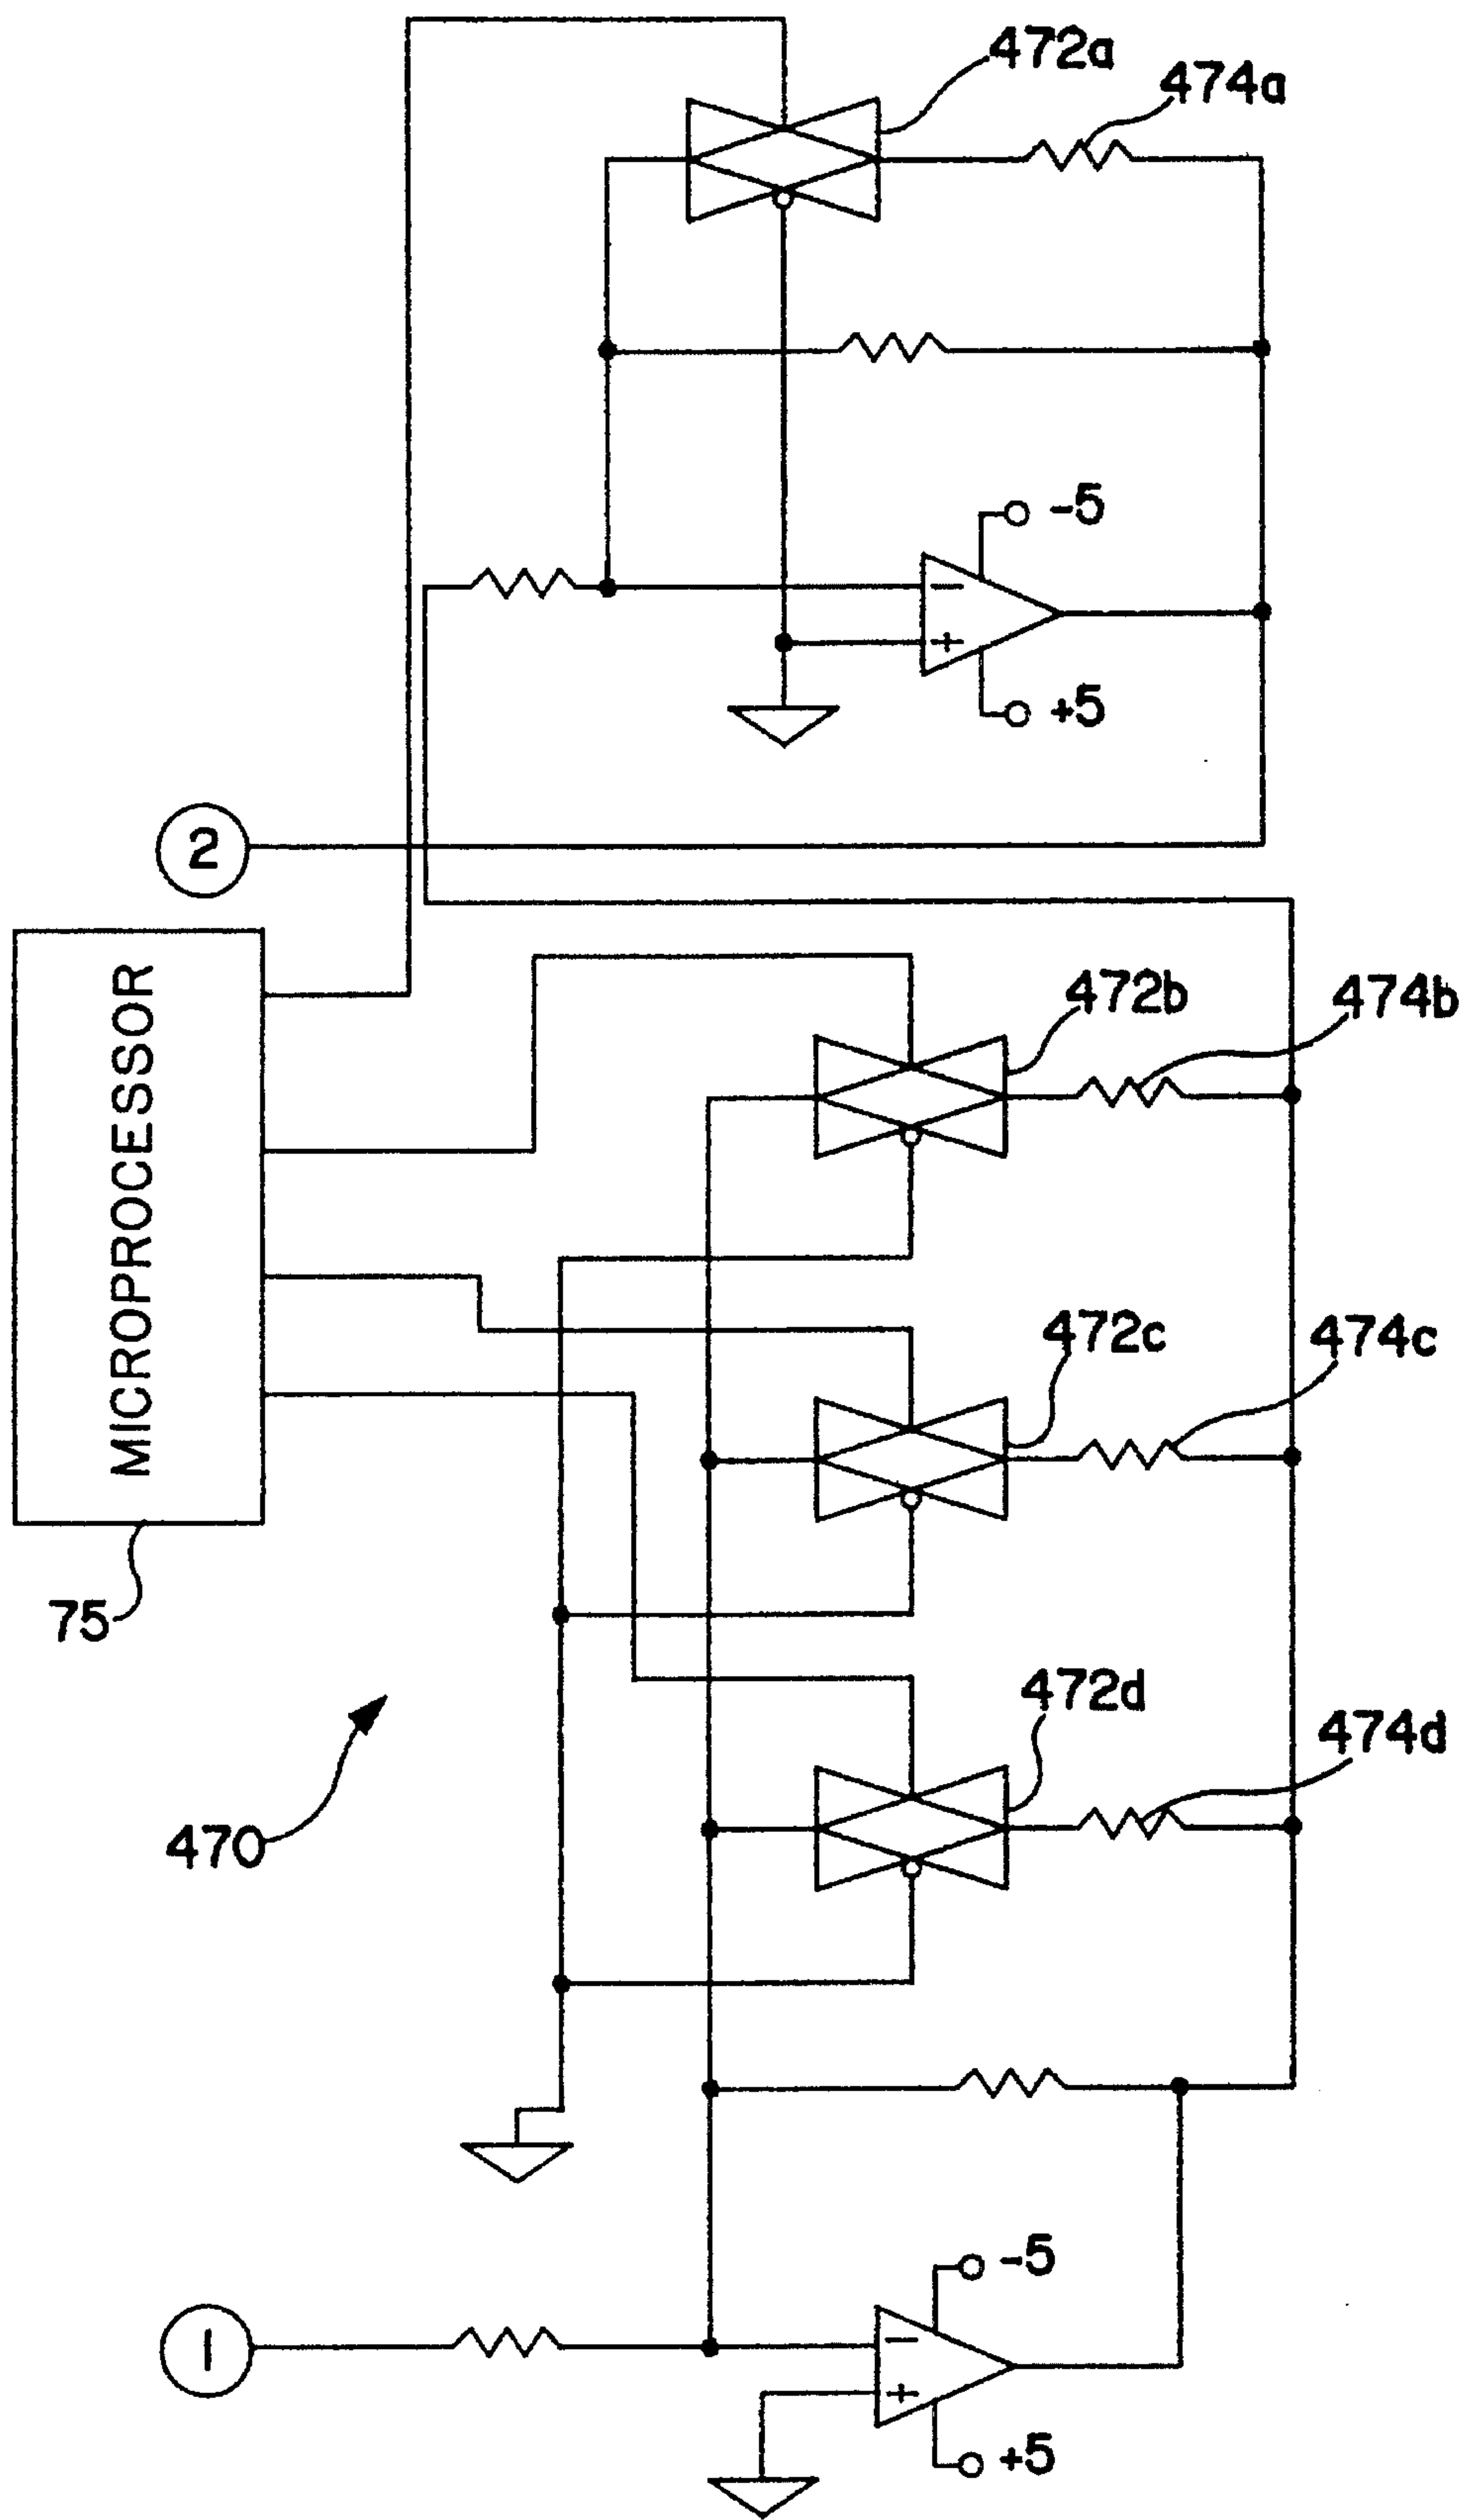 472a
474a
-5
−
+
+5
2
MICROPROCESSOR
472b
474b
472c
474c
75
472d
474d
470
-5
1
−
+
+5